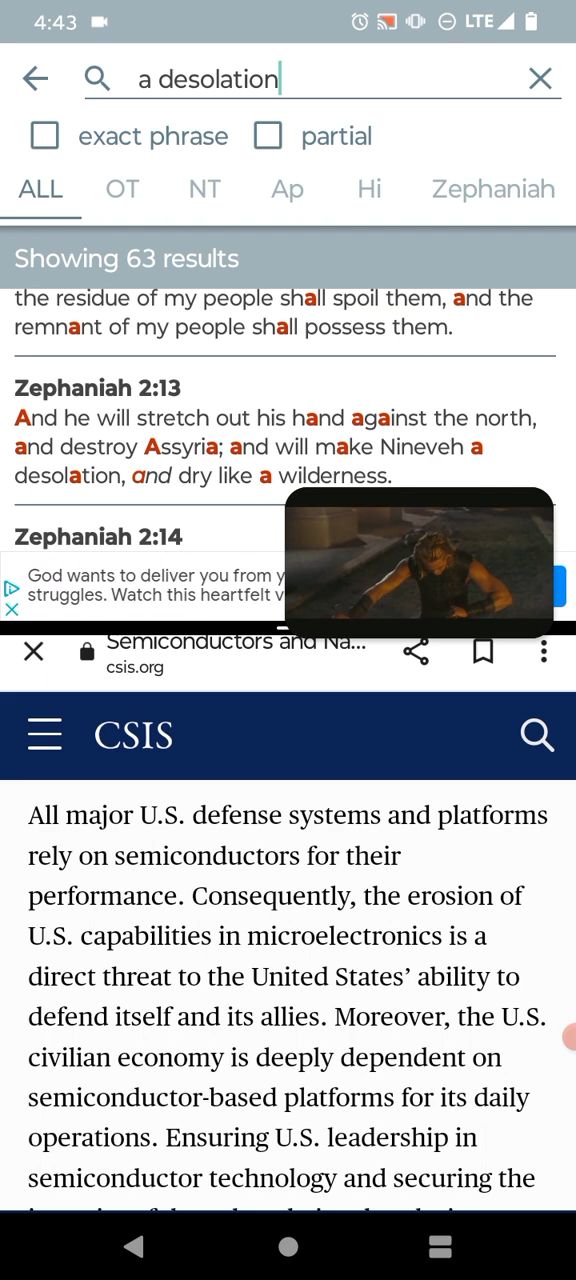 4:43 LTE
a desolation
exact phrase partial
ALL OT NT Ap Hi Zephaniah
Showing 63 results
the residue of my people shall spoil them, and the
remnant of my people shall possess them.
Zephaniah 2:13
And he will stretch out his hand against the north,
and destroy Assyria; and will make Nineveh a
desolation, and dry like a wilderness.
Zephaniah 2:14
God wants to deliver you from
struggles. Watch this heartfelt
Semiconductors and Na...
csis.org
CSIS
All major U.S. defense systems and platforms
rely on semiconductors for their
performance. Consequently, the erosion of
U.S. capabilities in microelectronics is a
direct threat to the United States’ ability to
defend itself and its allies. Moreover, the U.S.
civilian economy is deeply dependent on
semiconductor-based platforms for its daily
operations. Ensuring U.S. leadership in
semiconductor technology and securing the